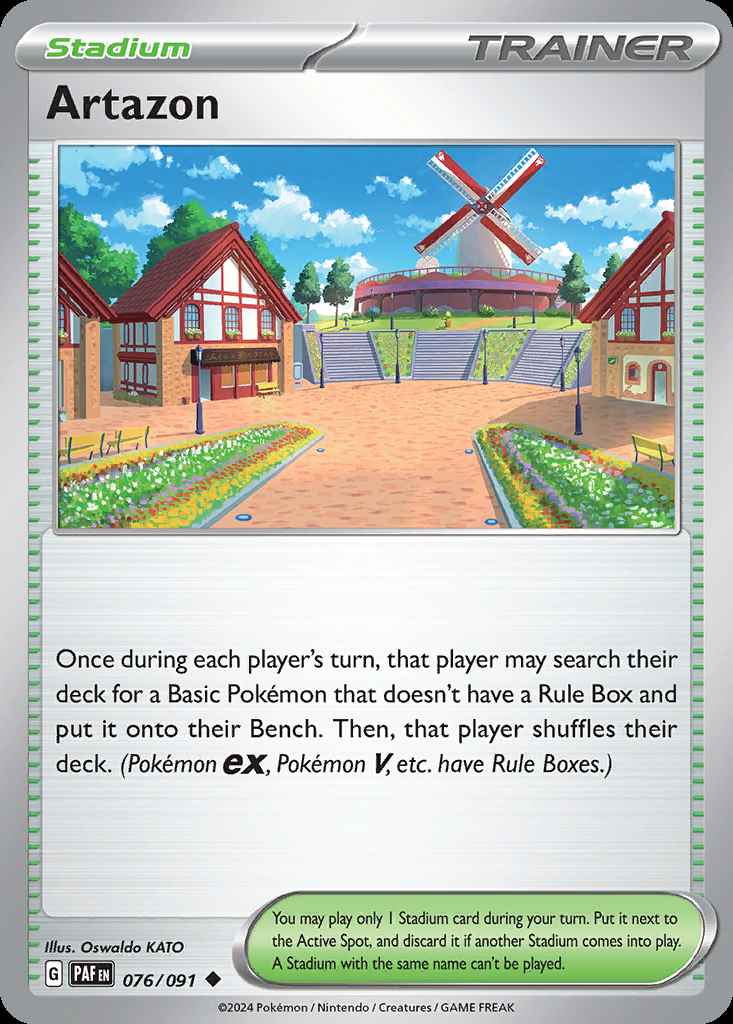 Stadium
TRAINER
Artazon
Once during each player's turn, that player may search their
deck for a Basic Pokémon that doesn't have a Rule Box and
put it onto their Bench. Then, that player shuffles their
deck. (Pokémon ex, Pokémon V, etc. have Rule Boxes.)
You may play only 1 Stadium card during your turn. Put it next to
the Active Spot, and discard it if another Stadium comes into play.
A Stadium with the same name can't be played.
Illus. Oswaldo KATO
G PAF EN 076/091
©2024 Pokémon / Nintendo / Creatures / GAME FREAK